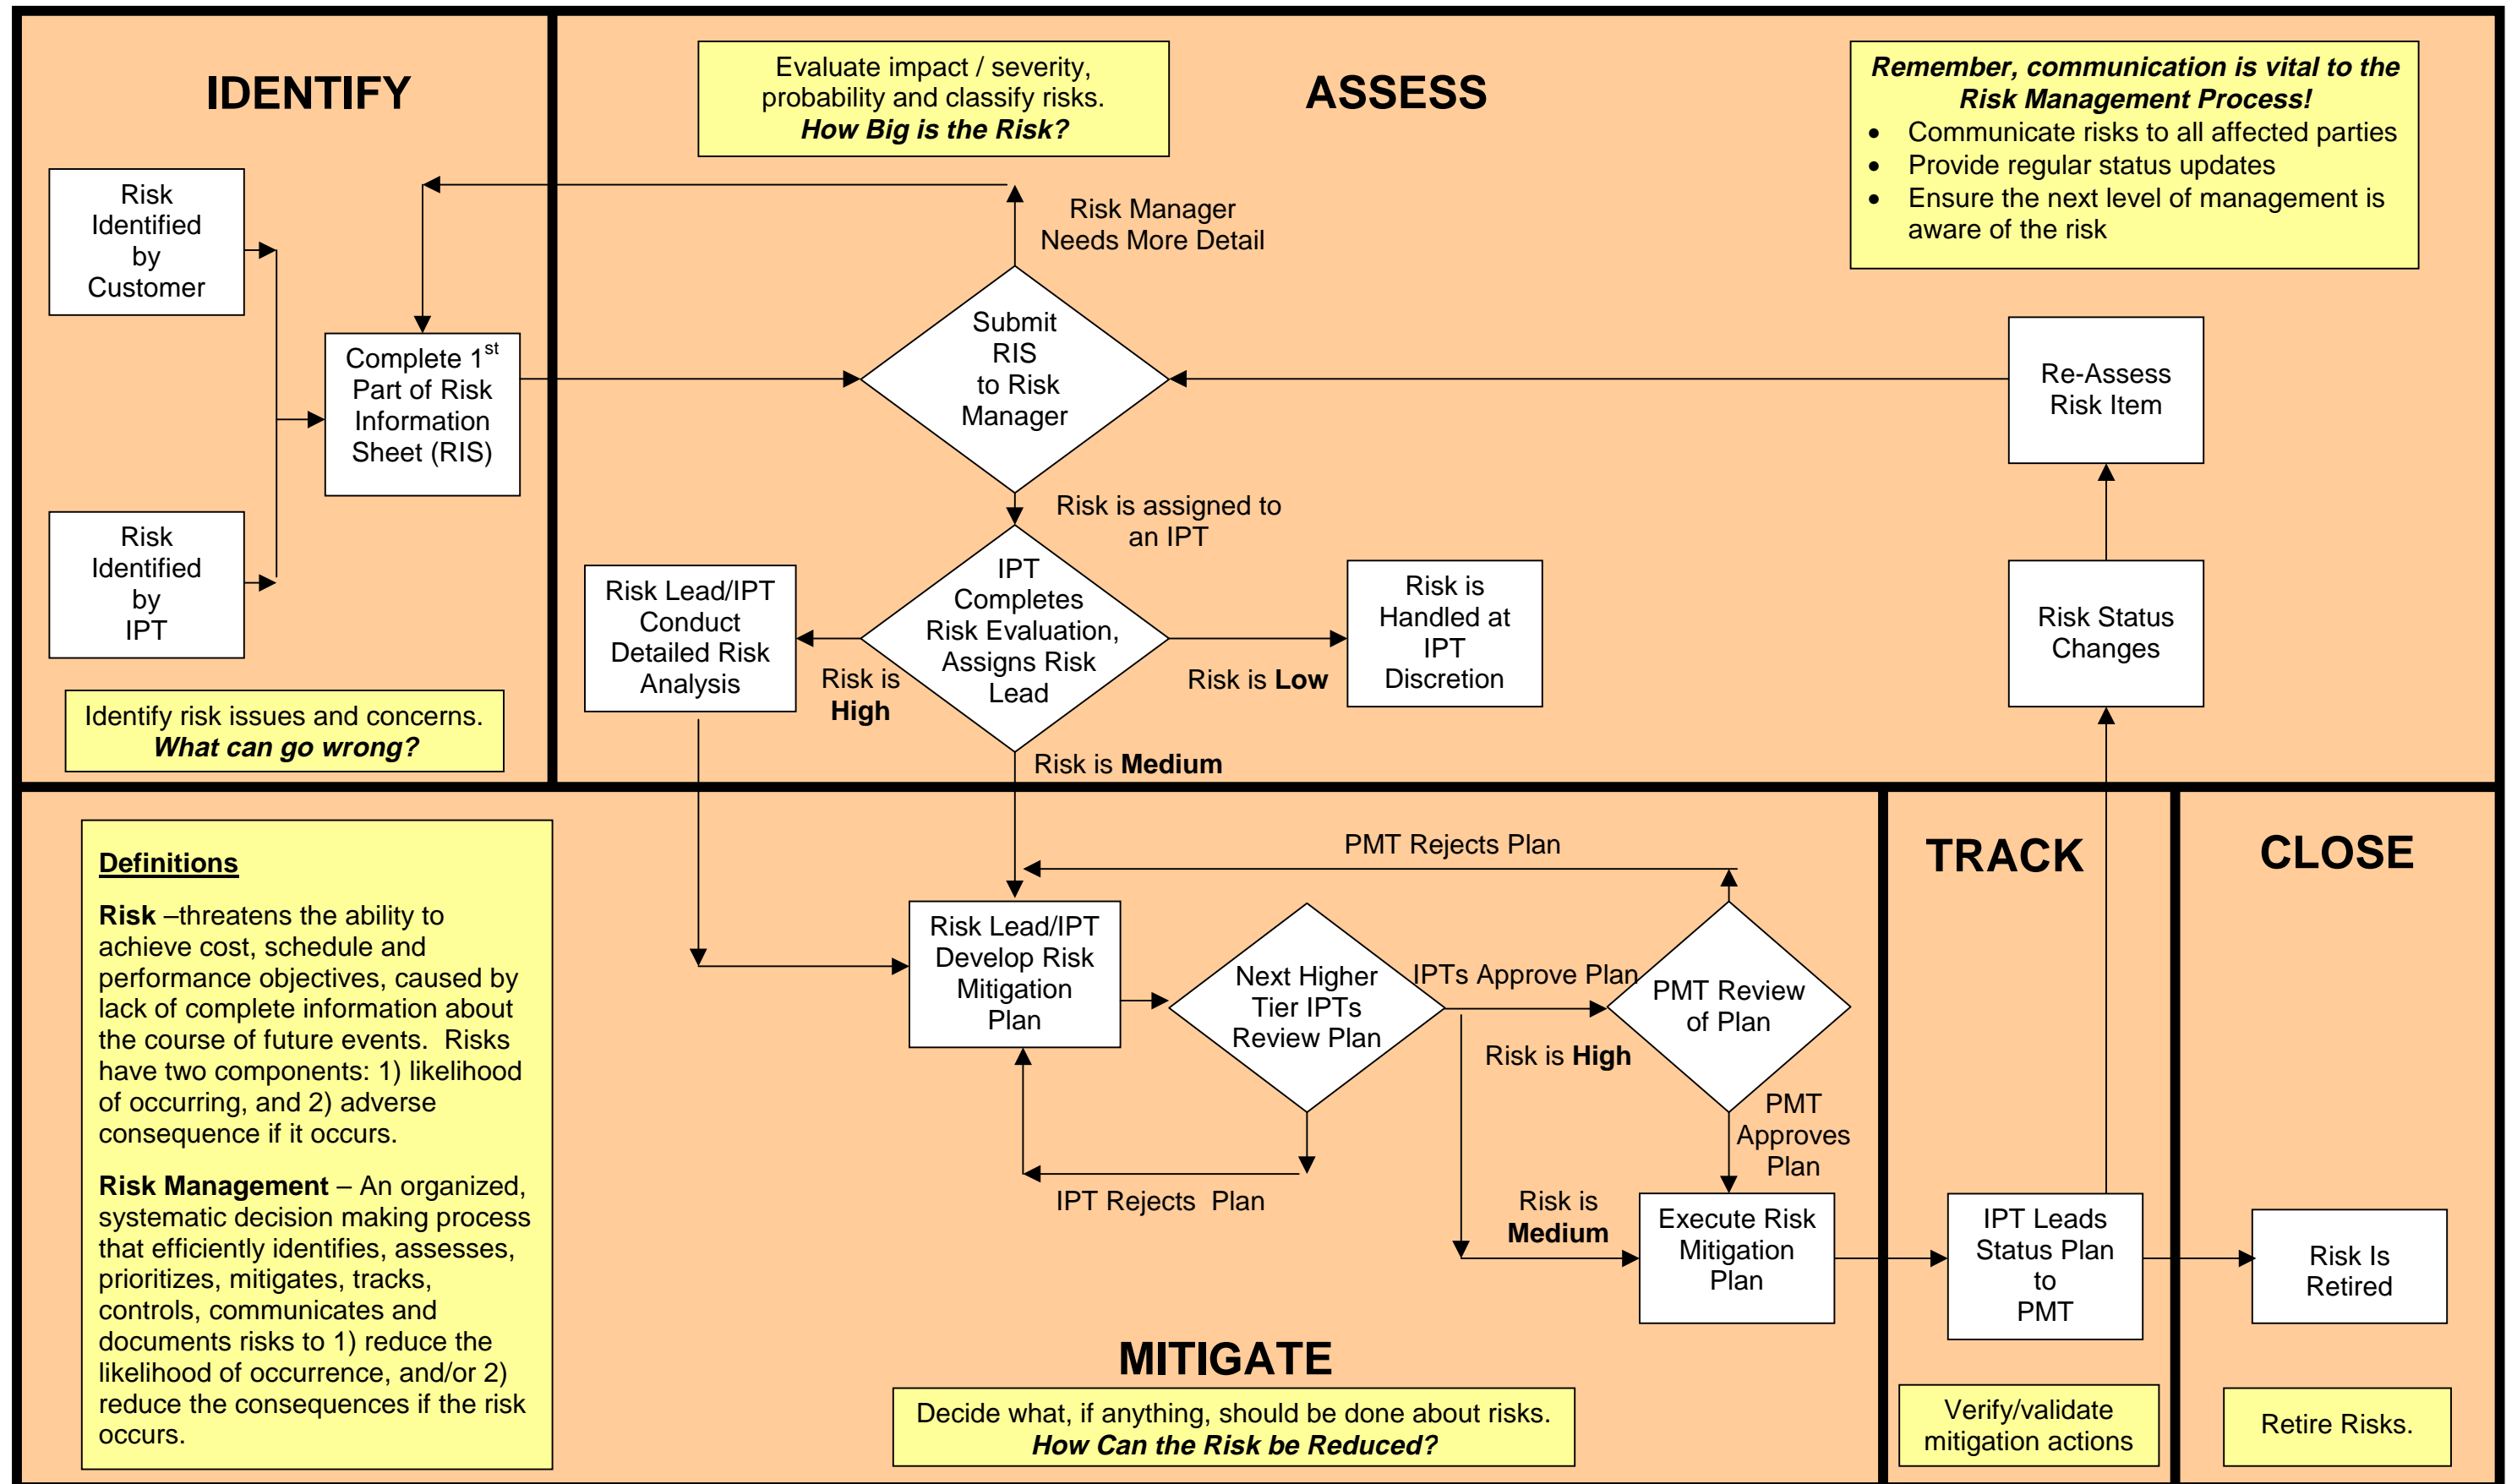 IDENTIFY
Risk
Identified
by
Customer
Risk
Identified
by
IPT
Complete 1st
Part of Risk
Information
Sheet (RIS)
Identify risk issues and concerns.
What can go wrong?
ASSESS
Evaluate impact / severity,
probability and classify risks.
How Big is the Risk?
Remember, communication is vital to the
Risk Management Process!
• Communicate risks to all affected parties
• Provide regular status updates
• Ensure the next level of management is
aware of the risk
Risk Manager
Needs More Detail
Submit
RIS
to Risk
Manager
Re-Assess
Risk Item
Risk is assigned to
an IPT
Risk Lead/IPT
Conduct
Detailed Risk
Analysis
Risk is
High
IPT
Completes
Risk Evaluation,
Assigns Risk
Lead
Risk is Low
Risk is
Handled at
IPT
Discretion
Risk Status
Changes
Risk is Medium
Definitions
Risk –threatens the ability to
achieve cost, schedule and
performance objectives, caused by
lack of complete information about
the course of future events. Risks
have two components: 1) likelihood
of occurring, and 2) adverse
consequence if it occurs.
Risk Management – An organized,
systematic decision making process
that efficiently identifies, assesses,
prioritizes, mitigates, tracks,
controls, communicates and
documents risks to 1) reduce the
likelihood of occurrence, and/or 2)
reduce the consequences if the risk
occurs.
PMT Rejects Plan
Risk Lead/IPT
Develop Risk
Mitigation
Plan
Next Higher
Tier IPTs
Review Plan
IPTs Approve Plan
Risk is High
PMT Review
of Plan
IPT Rejects Plan
PMT
Approves
Plan
Risk is
Medium
Execute Risk
Mitigation
Plan
MITIGATE
Decide what, if anything, should be done about risks.
How Can the Risk be Reduced?
TRACK
IPT Leads
Status Plan
to
PMT
Verify/validate
mitigation actions
CLOSE
Risk Is
Retired
Retire Risks.